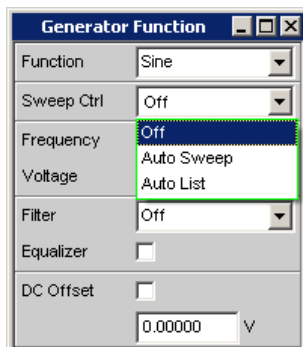 Generator Function
Function Sine
Sweep Ctrl Off
Off
Frequency
Auto Sweep
Voltage
Auto List
Filter Off
Equalizer
DC Offset
0.00000 V